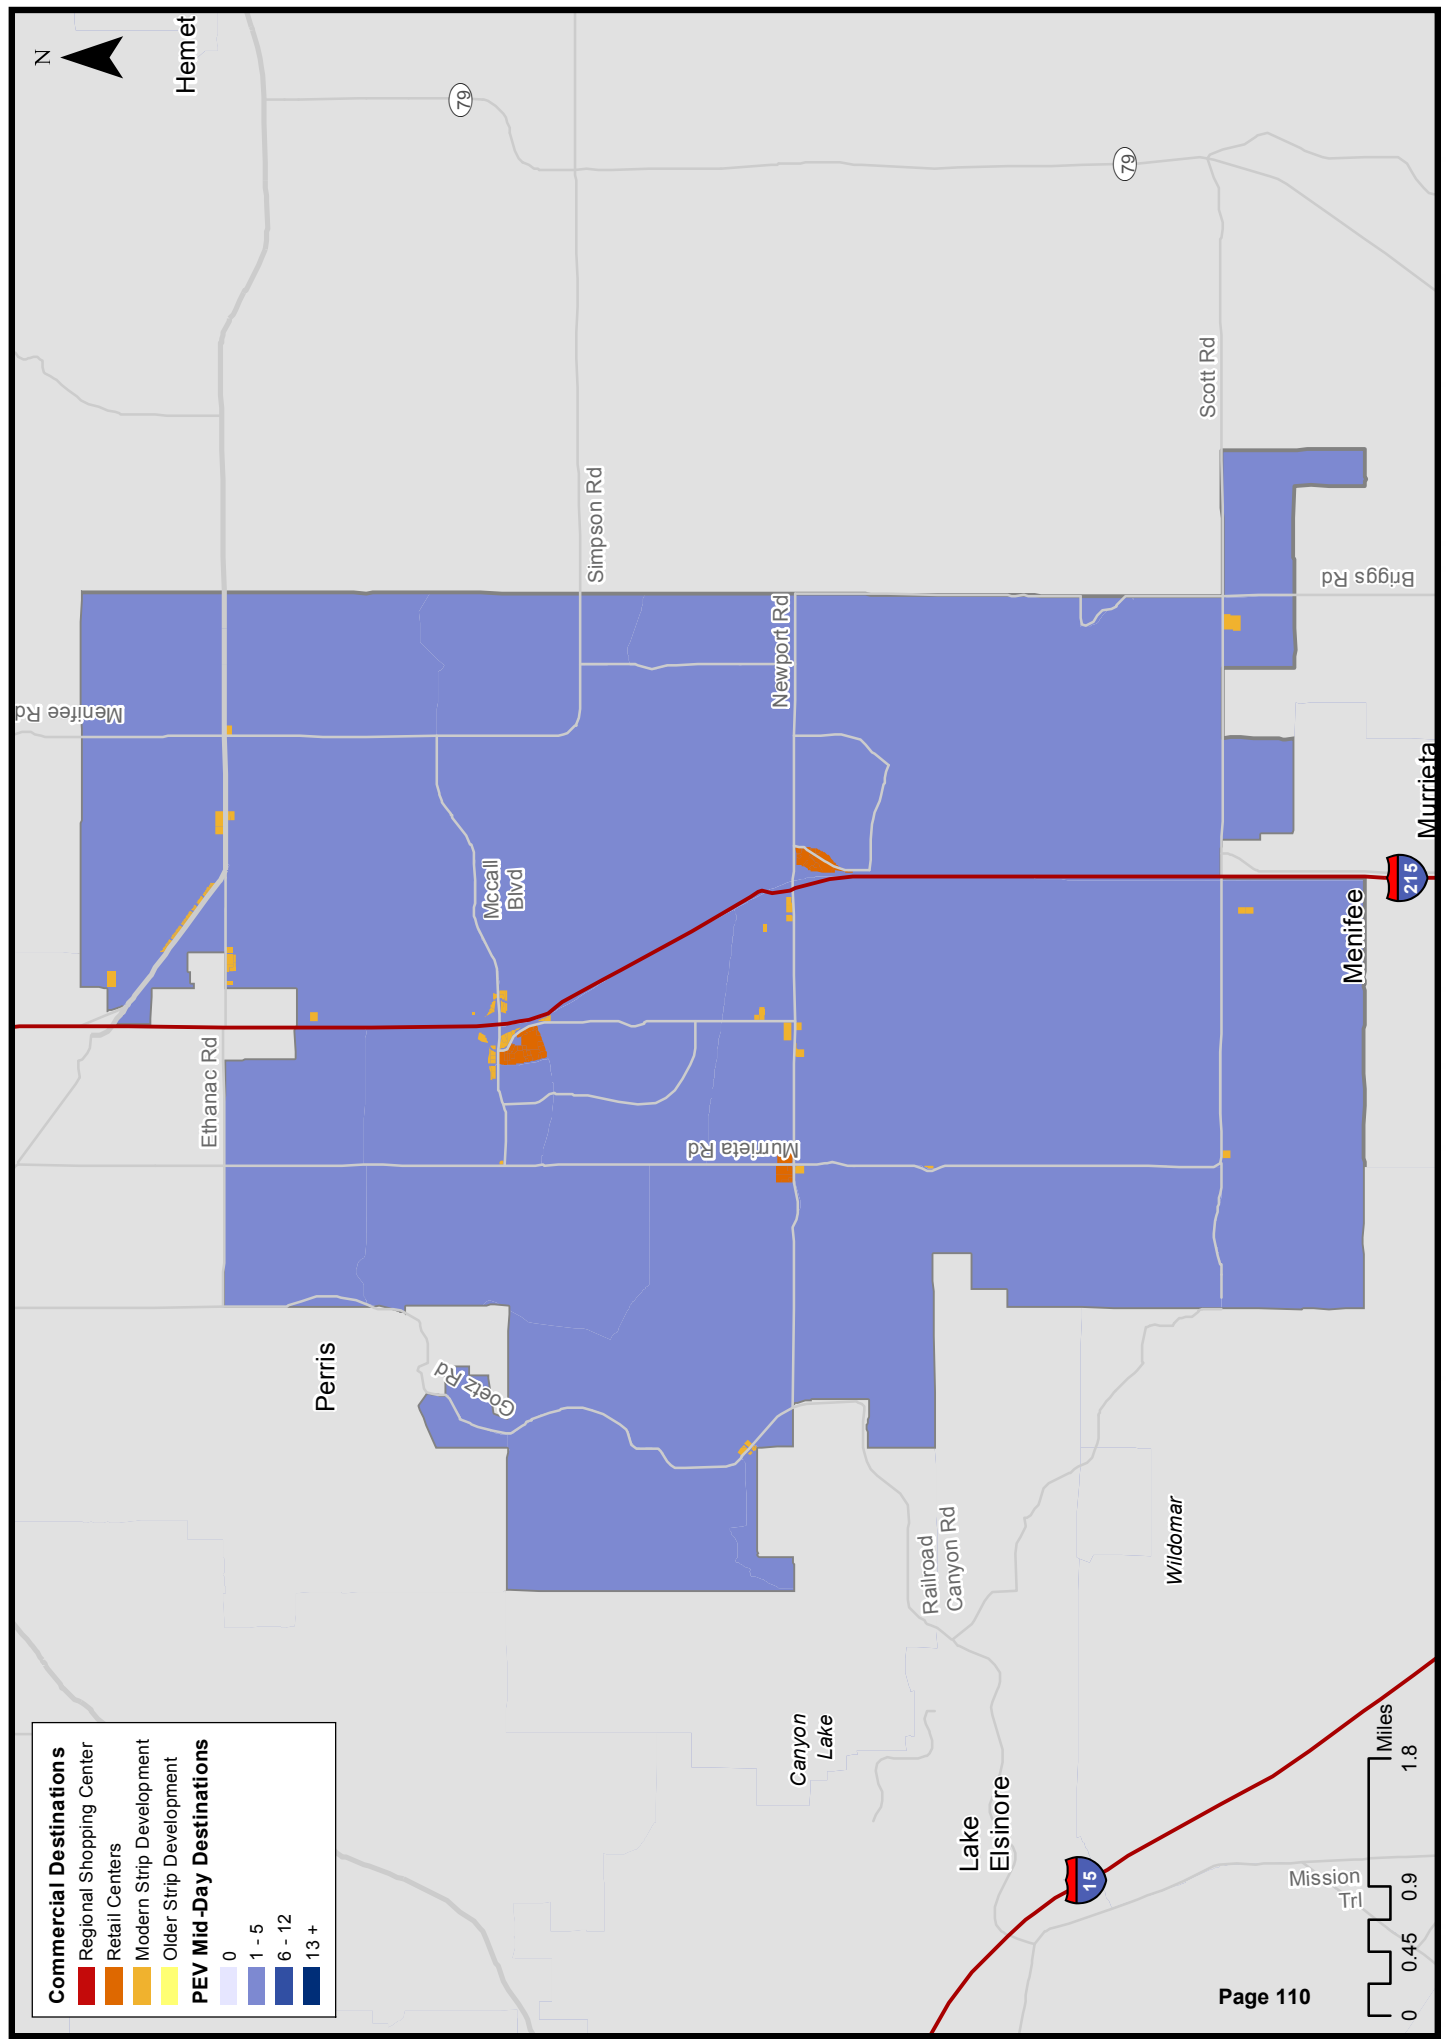 Commercial Destinations
Regional Shopping Center
Retail Centers
Modern Strip Development
Older Strip Development
PEV Mid-Day Destinations
0
1 - 5
6 - 12
13 +
N
Hemet
79
79
Menifee Rd
Simpson Rd
Scott Rd
Newport Rd
Briggs Rd
Mccall
Blvd
Ethanac Rd
Murrieta Rd
Goetz Rd
Perris
Menifee
Murrieta
215
Railroad
Canyon Rd
Wildomar
Canyon
Lake
Lake
Elsinore
15
Mission
Trl
Miles
0 0.45 0.9 1.8
Page 110